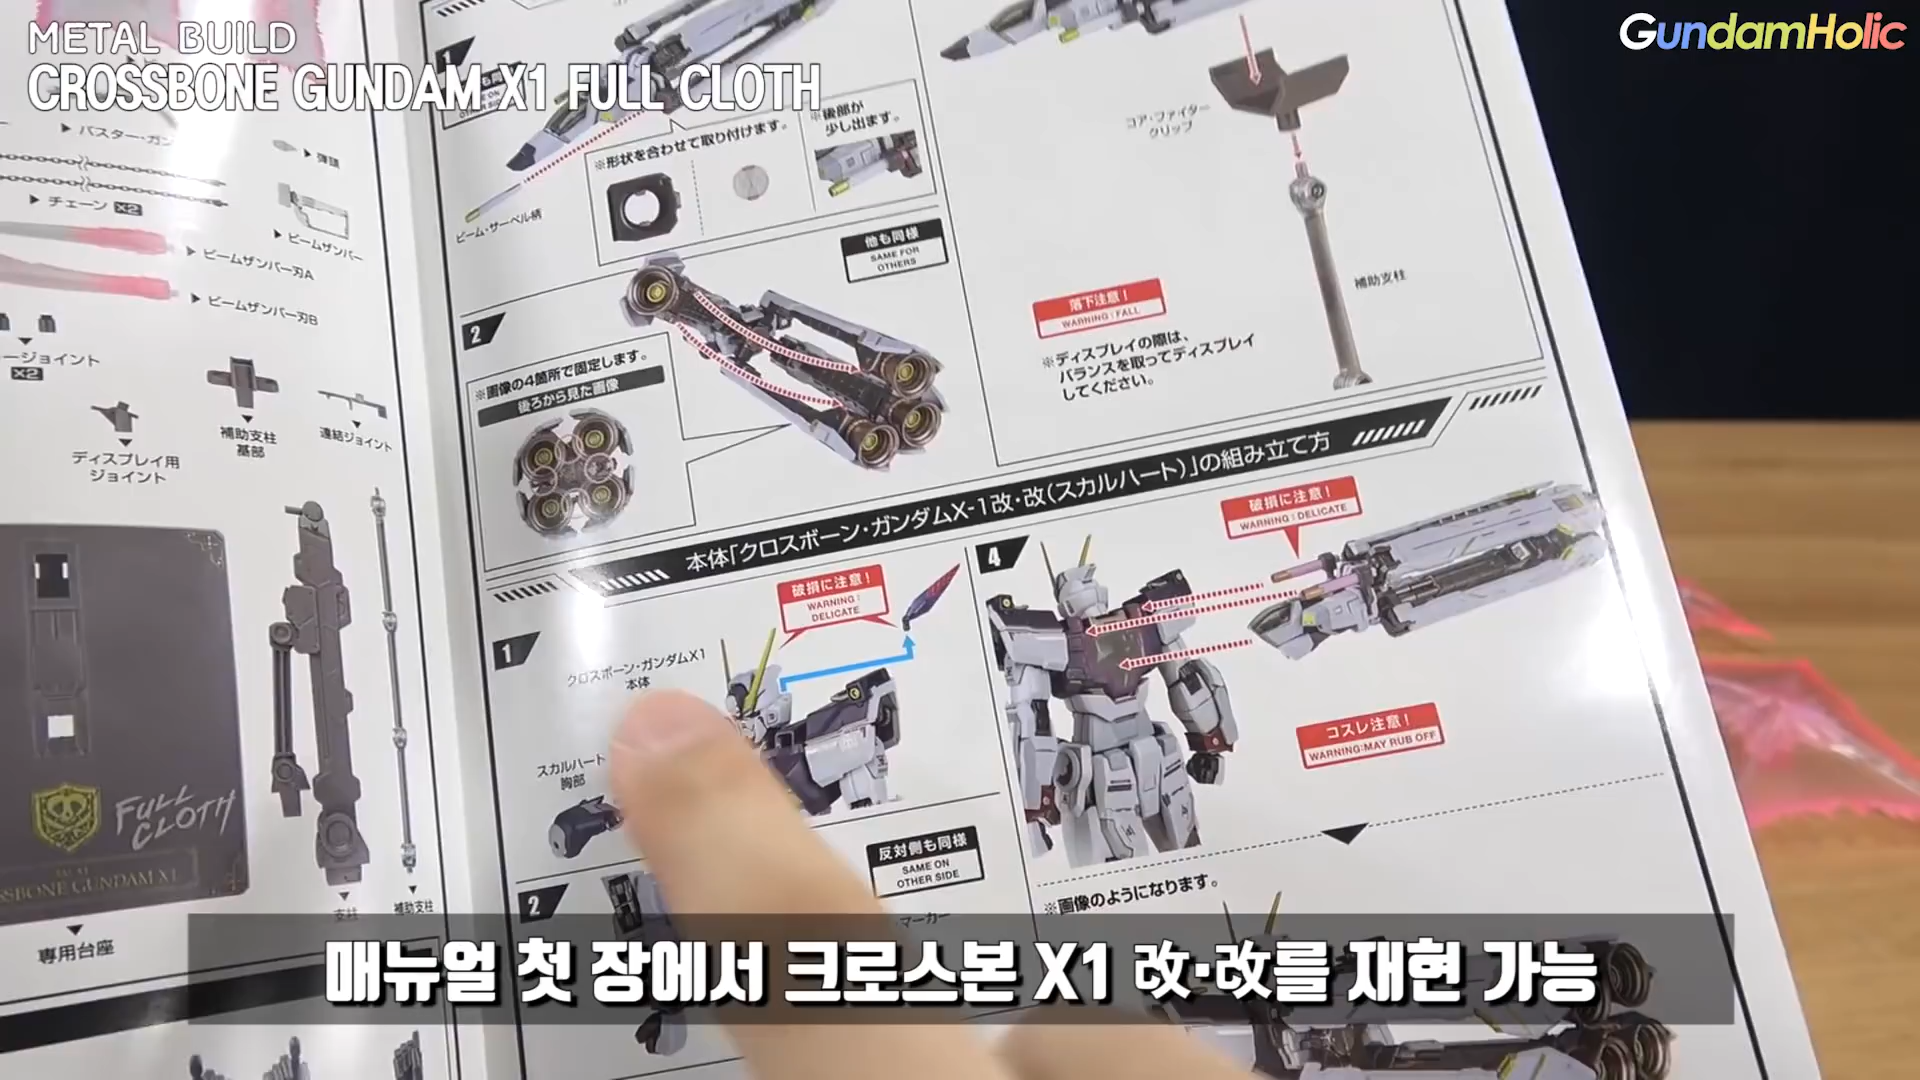 METAL BUILD
CROSSBONE GUNDAM X1 FULL CLOTH
GundamHolic
▶ バスター・ガン
▶ 弾頭
▶ チェーン X2
▶ ビームザンバー
▶ ビームザンバー刃A
▶ ビームザンバー刃B
ージョイント
X2
ディスプレイ用
ジョイント
補助支柱
基部
連結ジョイント
FULL
CLOTH
SSBONE GUNDAM X1
専用台座
支柱
補助支柱
1
OTHER SIDE
※形状を合わせて取り付けます。
※後部が
少し出ます。
ビーム・サーベル柄
他も同様
SAME FOR
OTHERS
2
※画像の4箇所で固定します。
後ろから見た画像
コア・ファイター
クリップ
補助支柱
落下注意!
WARNING : FALL
※ディスプレイの際は、
バランスを取ってディスプレイ
してください。
本体「クロスボーン・ガンダムX-1改・改(スカルハート)」の組み立て方
1
破損に注意!
WARNING :
DELICATE
クロスボーン・ガンダムX1
本体
スカルハート
胸部
反対側も同様
SAME ON
OTHER SIDE
2
マーカー
4
破損に注意!
WARNING : DELICATE
コスレ注意!
WARNING:MAY RUB OFF
※画像のようになります。
매뉴얼 첫 장에서 크로스본 X1 改·改를 재현 가능